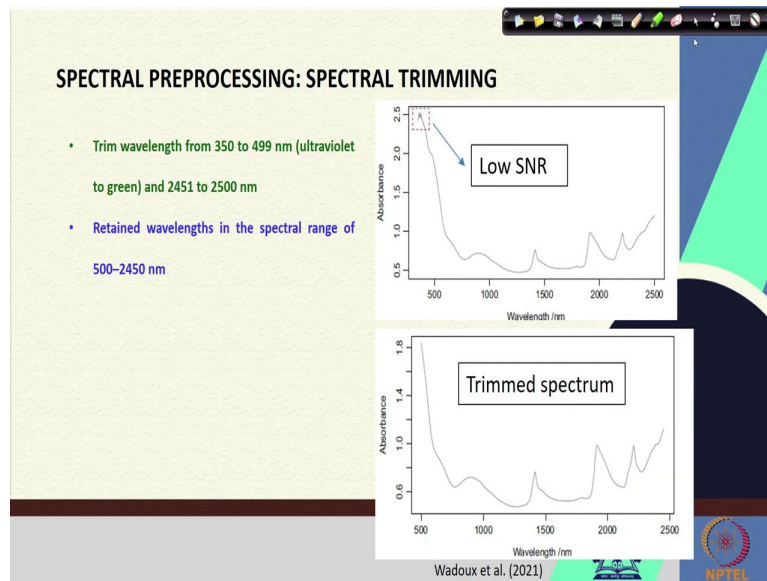 SPECTRAL PREPROCESSING: SPECTRAL TRIMMING
• Trim wavelength from 350 to 499 nm (ultraviolet
to green) and 2451 to 2500 nm
• Retained wavelengths in the spectral range of
500–2450 nm
Low SNR
Absorbance
2.5
2.0
1.5
1.0
0.5
500 1000 1500 2000 2500
Wavelength /nm
Trimmed spectrum
Absorbance
1.8
1.4
1.0
0.6
500 1000 1500 2000 2500
Wavelength /nm
Wadoux et al. (2021)
NPTEL